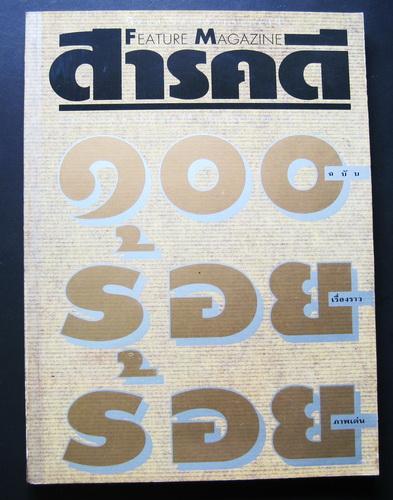 FEATURE MAGAZINE
สารคดี
๑๐๐ ฉบับ
ร้อย เรื่องราว
ร้อย ภาพเด่น